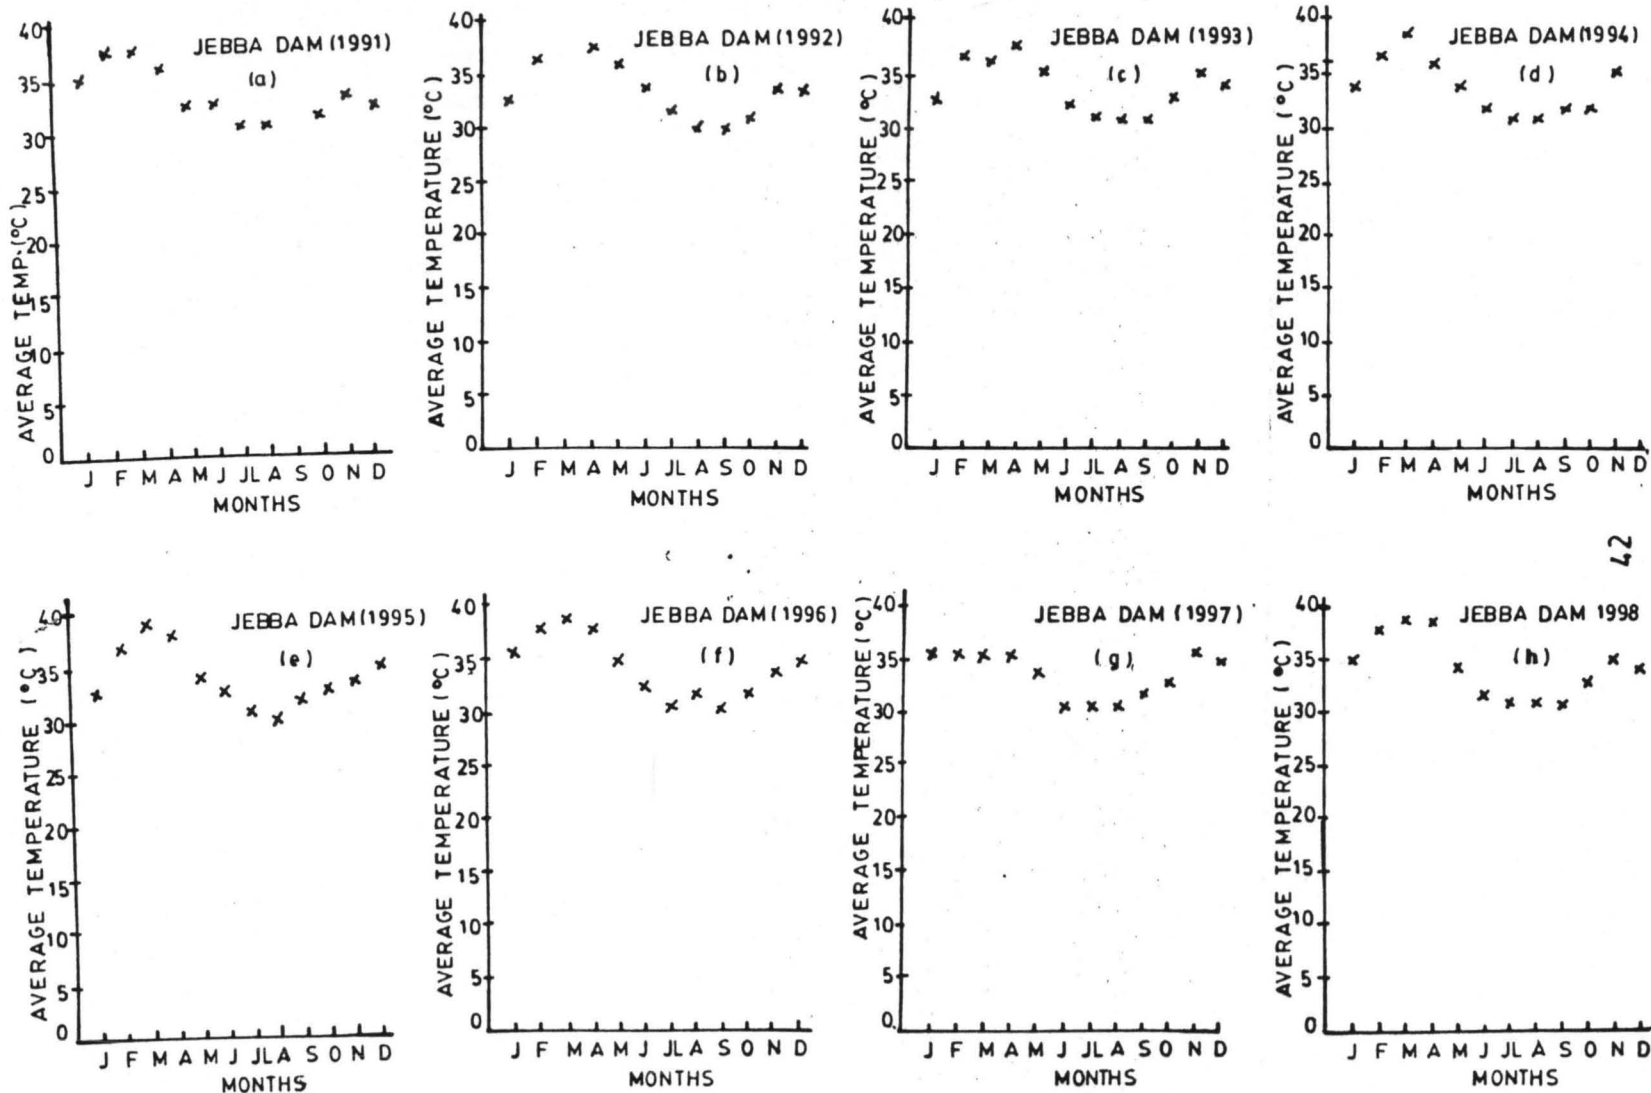 JEBBA DAM (1991)
(a)
AVERAGE TEMP. (°C)
40
35
30
25
20
15
10
5
0
J F M A M J JL A S O N D
MONTHS
JEBBA DAM (1992)
(b)
AVERAGE TEMPERATURE (°C)
40
35
30
25
20
15
10
5
0
J F M A M J JL A S O N D
MONTHS
JEBBA DAM (1993)
(c)
AVERAGE TEMPERATURE (°C)
40
35
30
25
20
15
10
5
0
J F M A M J JL A S O N D
MONTHS
JEBBA DAM (1994)
(d)
AVERAGE TEMPERATURE (°C)
40
35
30
25
20
15
10
5
0
J F M A M J JL A S O N D
MONTHS
42
JEBBA DAM (1995)
(e)
AVERAGE TEMPERATURE (°C)
40
35
30
25
20
15
10
5
0
J F M A M J JL A S O N D
MONTHS
JEBBA DAM (1996)
(f)
AVERAGE TEMPERATURE (°C)
40
35
30
25
20
15
10
5
0
J F M A M J JL A S O N D
MONTHS
JEBBA DAM (1997)
(g)
AVERAGE TEMPERATURE (°C)
40
35
30
25
20
15
10
5
0
J F M A M J JL A S O N D
MONTHS
JEBBA DAM 1998
(h)
AVERAGE TEMPERATURE (°C)
40
35
30
25
20
15
10
5
0
J F M A M J JL A S O N D
MONTHS